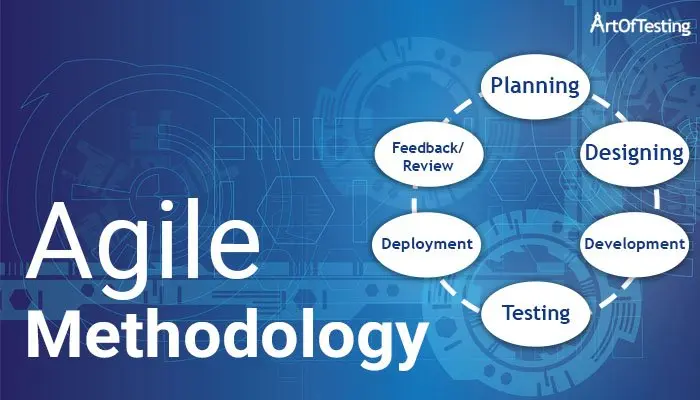 ArtOfTesting
Agile
Methodology
Planning
Designing
Development
Testing
Deployment
Feedback/
Review